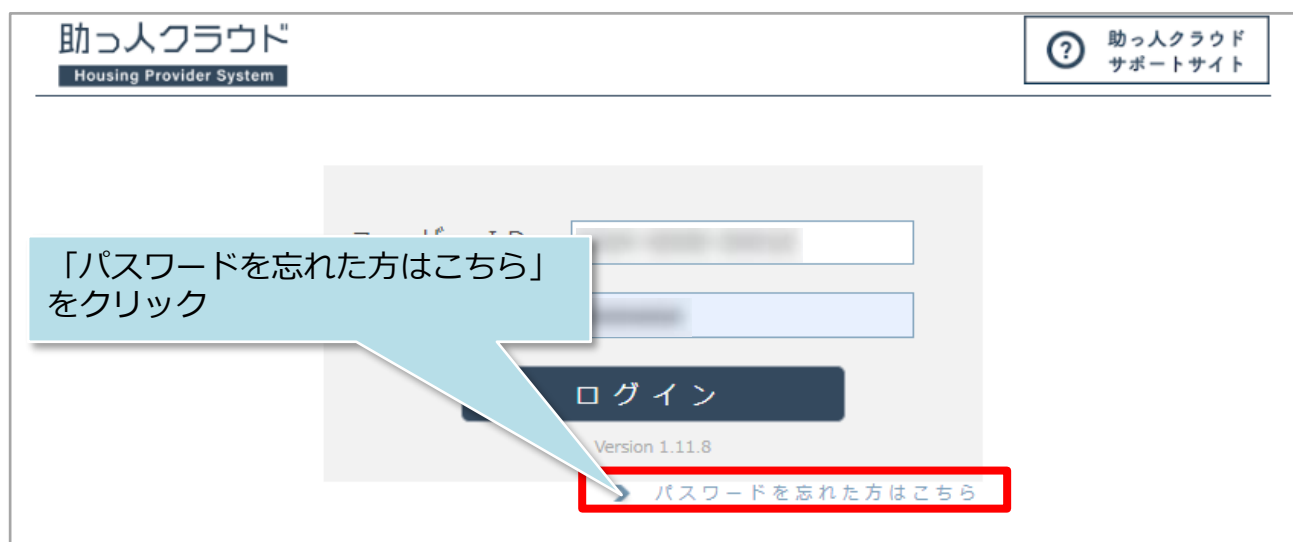 助っ人クラウド
Housing Provider System
助っ人クラウド
サポートサイト
「パスワードを忘れた方はこちら」
をクリック
ログイン
Version 1.11.8
パスワードを忘れた方はこちら